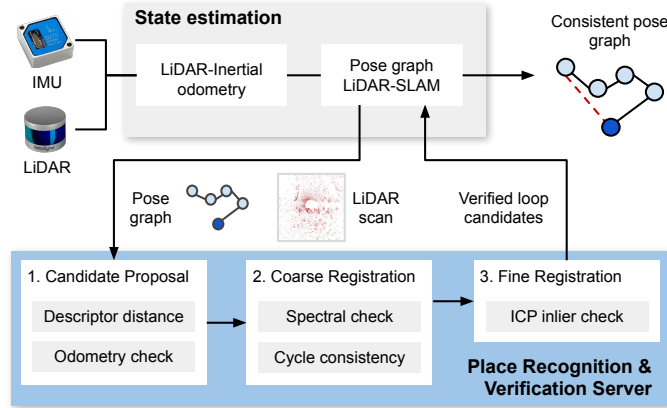 State estimation
Consistent pose
graph
IMU
LiDAR-Inertial
odometry
Pose graph
LiDAR-SLAM
LiDAR
Pose
graph
LiDAR
scan
Verified loop
candidates
1. Candidate Proposal
Descriptor distance
Odometry check
2. Coarse Registration
Spectral check
Cycle consistency
3. Fine Registration
ICP inlier check
Place Recognition &
Verification Server